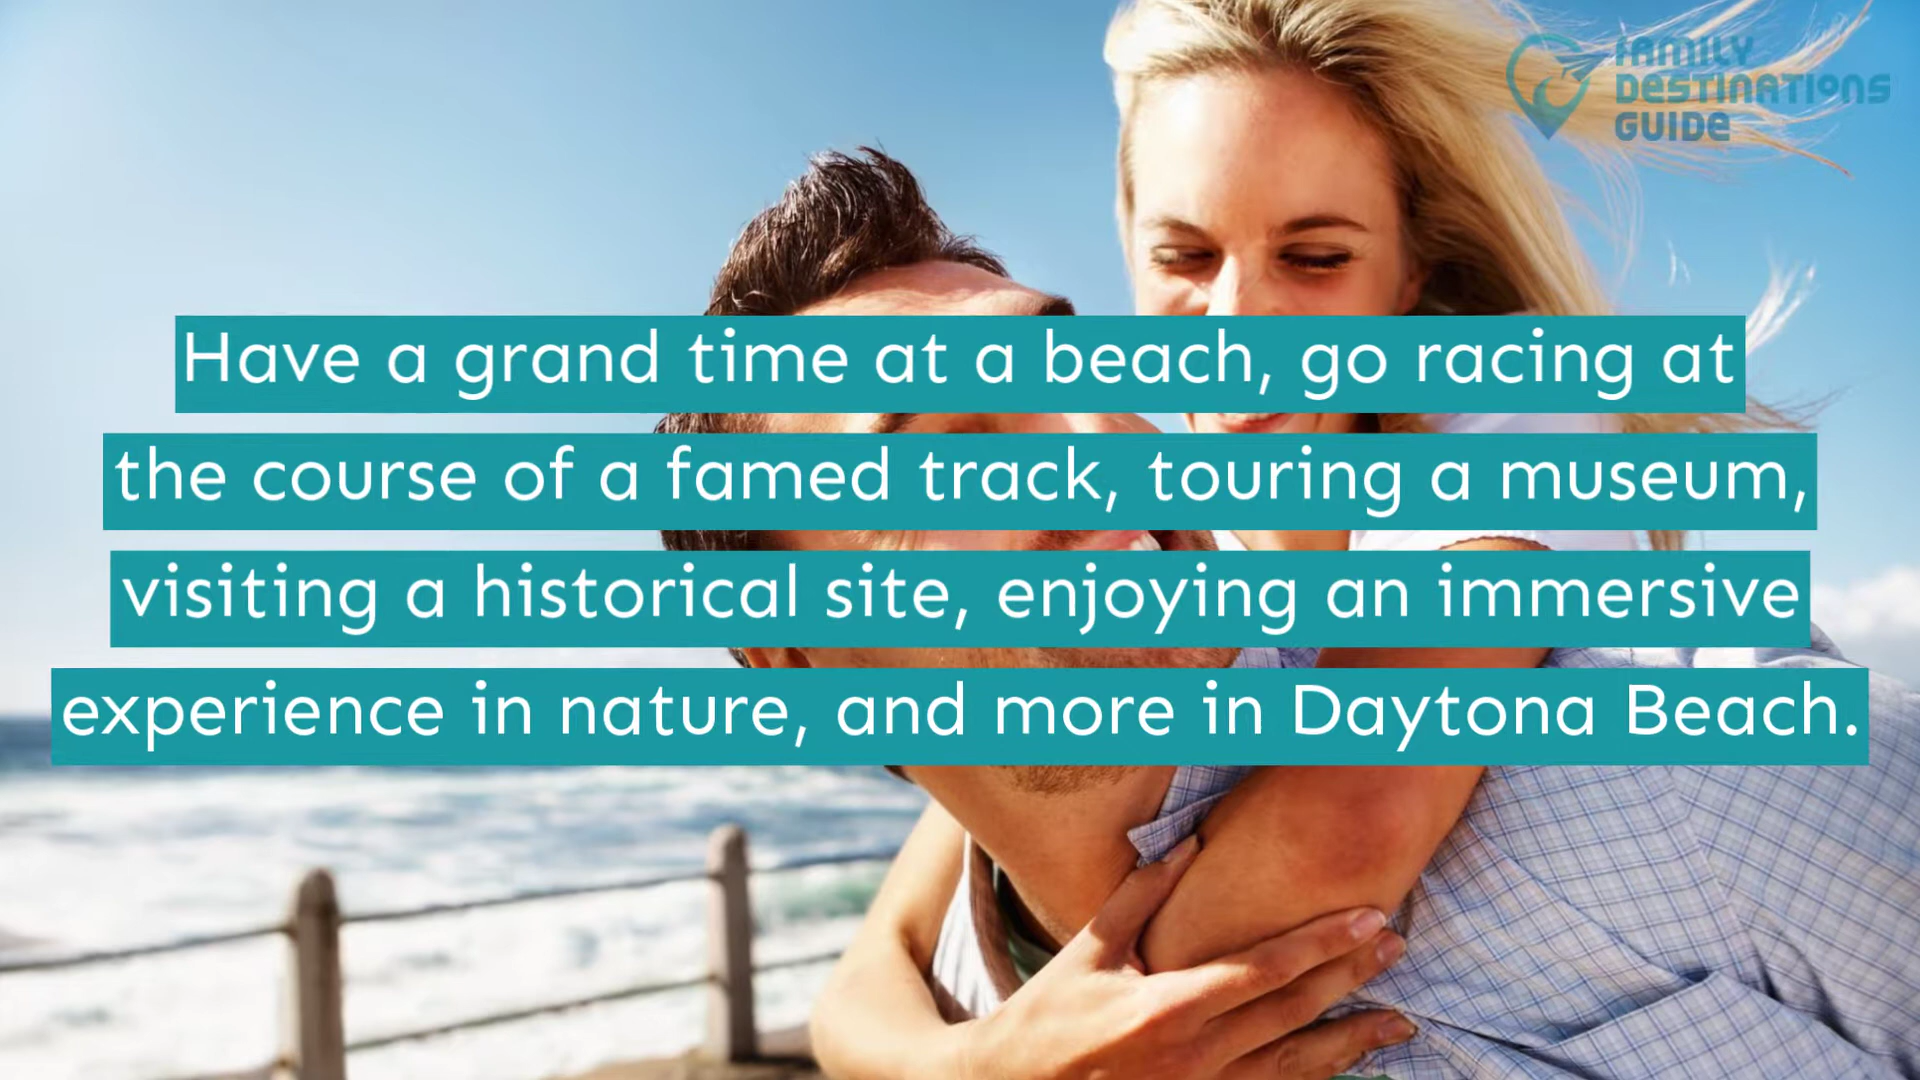 FAMILY
DESTINATIONS
GUIDE
Have a grand time at a beach, go racing at
the course of a famed track, touring a museum,
visiting a historical site, enjoying an immersive
experience in nature, and more in Daytona Beach.